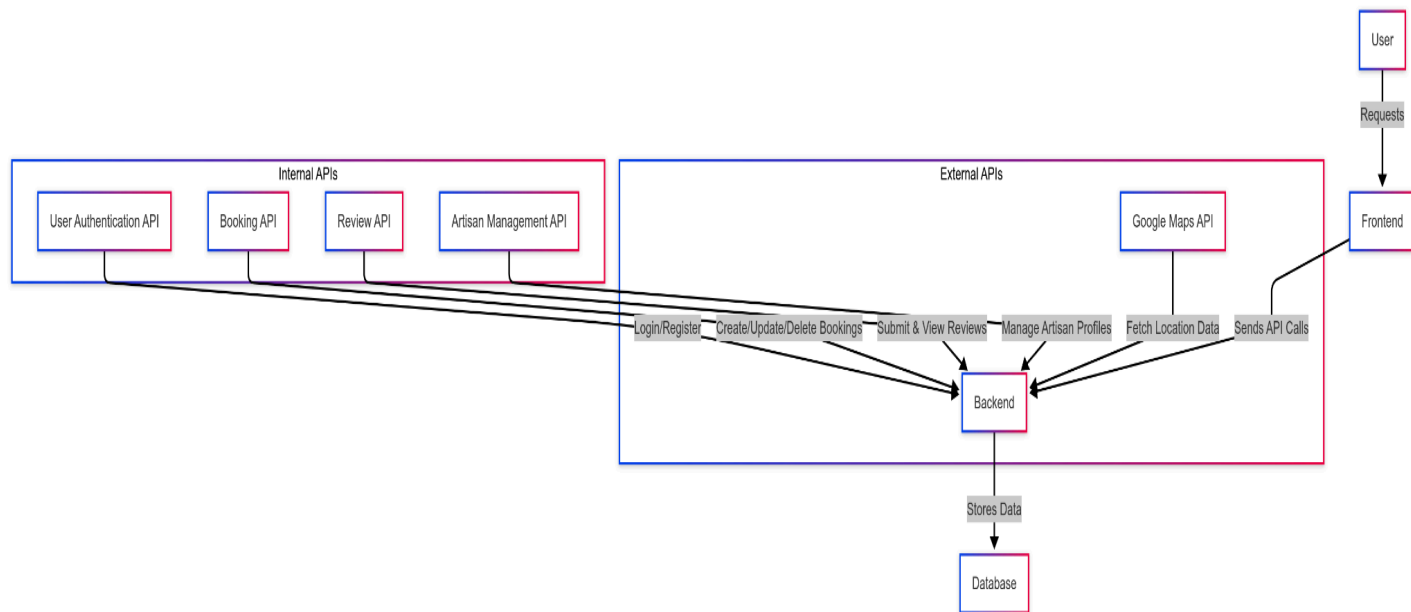 User
Requests
Internal APIs
External APIs
User Authentication API
Booking API
Review API
Artisan Management API
Google Maps API
Frontend
Login/Register
Create/Update/Delete Bookings
Submit & View Reviews
Manage Artisan Profiles
Fetch Location Data
Sends API Calls
Backend
Stores Data
Database